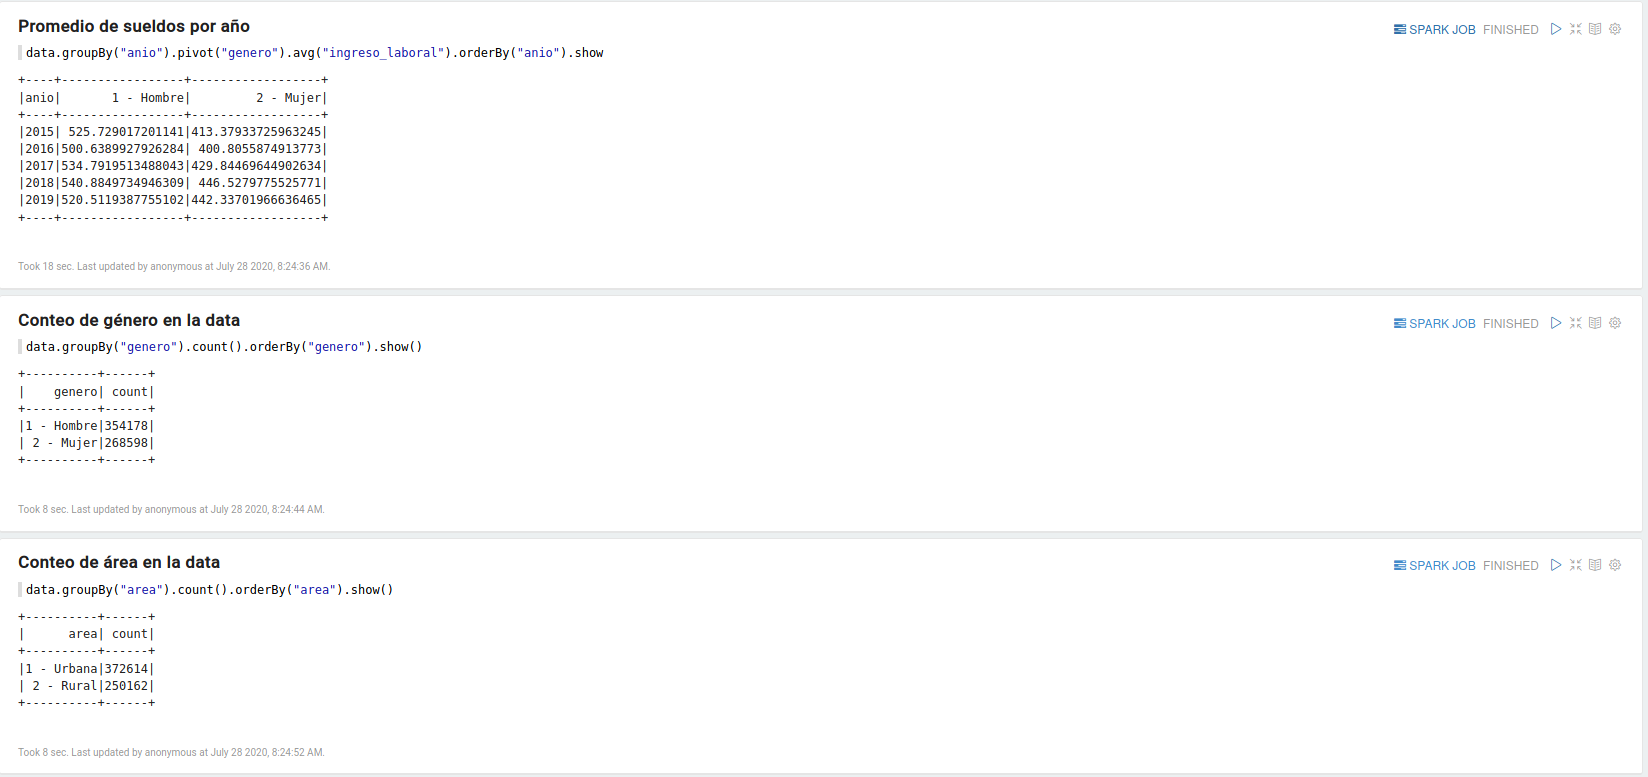 Promedio de sueldos por año
SPARK JOB FINISHED
data.groupBy("anio").pivot("genero").avg("ingreso_laboral").orderBy("anio").show
+----+-----------------+------------------+
|anio|       1 - Hombre|         2 - Mujer|
+----+-----------------+------------------+
|2015| 525.729017201141|413.37933725963245|
|2016|500.6389927926284| 400.8055874913773|
|2017|534.7919513488043|429.84469644902634|
|2018|540.8849734946309| 446.5279775525771|
|2019|520.5119387755102|442.33701966636465|
+----+-----------------+------------------+
Took 18 sec. Last updated by anonymous at July 28 2020, 8:24:36 AM.
Conteo de género en la data
SPARK JOB FINISHED
data.groupBy("genero").count().orderBy("genero").show()
+----------+------+
|    genero| count|
+----------+------+
|1 - Hombre|354178|
| 2 - Mujer|268598|
+----------+------+
Took 8 sec. Last updated by anonymous at July 28 2020, 8:24:44 AM.
Conteo de área en la data
SPARK JOB FINISHED
data.groupBy("area").count().orderBy("area").show()
+----------+------+
|      area| count|
+----------+------+
|1 - Urbana|372614|
| 2 - Rural|250162|
+----------+------+
Took 8 sec. Last updated by anonymous at July 28 2020, 8:24:52 AM.